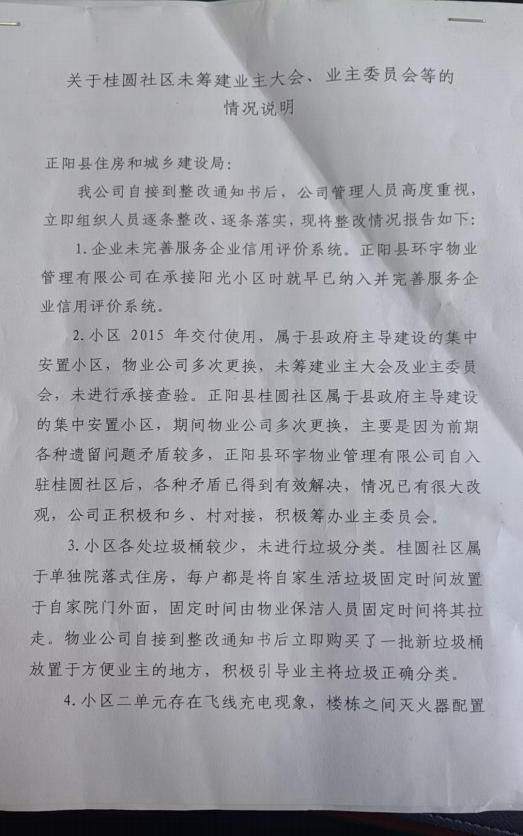 关于桂圆社区未筹建业主大会、业主委员会等的
情况说明
正阳县住房和城乡建设局：
我公司自接到整改通知书后，公司管理人员高度重视，
立即组织人员逐条整改、逐条落实，现将整改情况报告如下：
1.企业未完善服务企业信用评价系统。正阳县环宇物业
管理有限公司在承接阳光小区时就早已纳入并完善服务企
业信用评价系统。
2.小区 2015 年交付使用，属于县政府主导建设的集中
安置小区，物业公司多次更换，未筹建业主大会及业主委员
会，未进行承接查验。正阳县桂圆社区属于县政府主导建设
的集中安置小区，期间物业公司多次更换，主要是因为前期
各种遗留问题矛盾较多，正阳县环宇物业管理有限公司自入
驻桂圆社区后，各种矛盾已得到有效解决，情况已有很大改
观，公司正积极和乡、村对接，积极筹办业主委员会。
3.小区各处垃圾桶较少，未进行垃圾分类。桂圆社区属
于单独院落式住房，每户都是将自家生活垃圾固定时间放置
于自家院门外面，固定时间由物业保洁人员固定时间将其拉
走。物业公司自接到整改通知书后立即购买了一批新垃圾桶
放置于方便业主的地方，积极引导业主将垃圾正确分类。
4.小区二单元存在飞线充电现象，楼栋之间灭火器配置